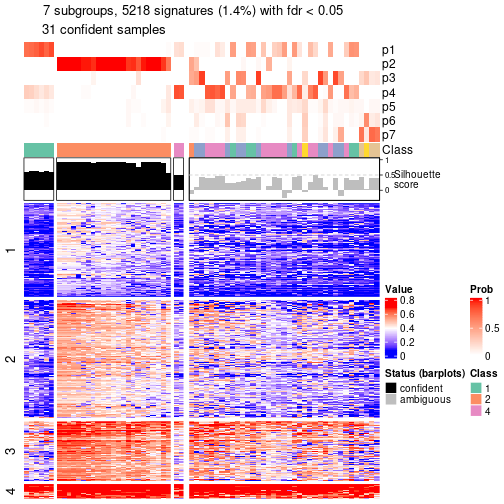 7 subgroups, 5218 signatures (1.4%) with fdr < 0.05
31 confident samples
p1
p2
p3
p4
p5
p6
p7
Class
1
0.5
0
Silhouette
score
1
2
3
4
Value
0.8
0.6
0.4
0.2
0
Prob
1
0.5
0
Status (barplots)
confident
ambiguous
Class
1
2
4